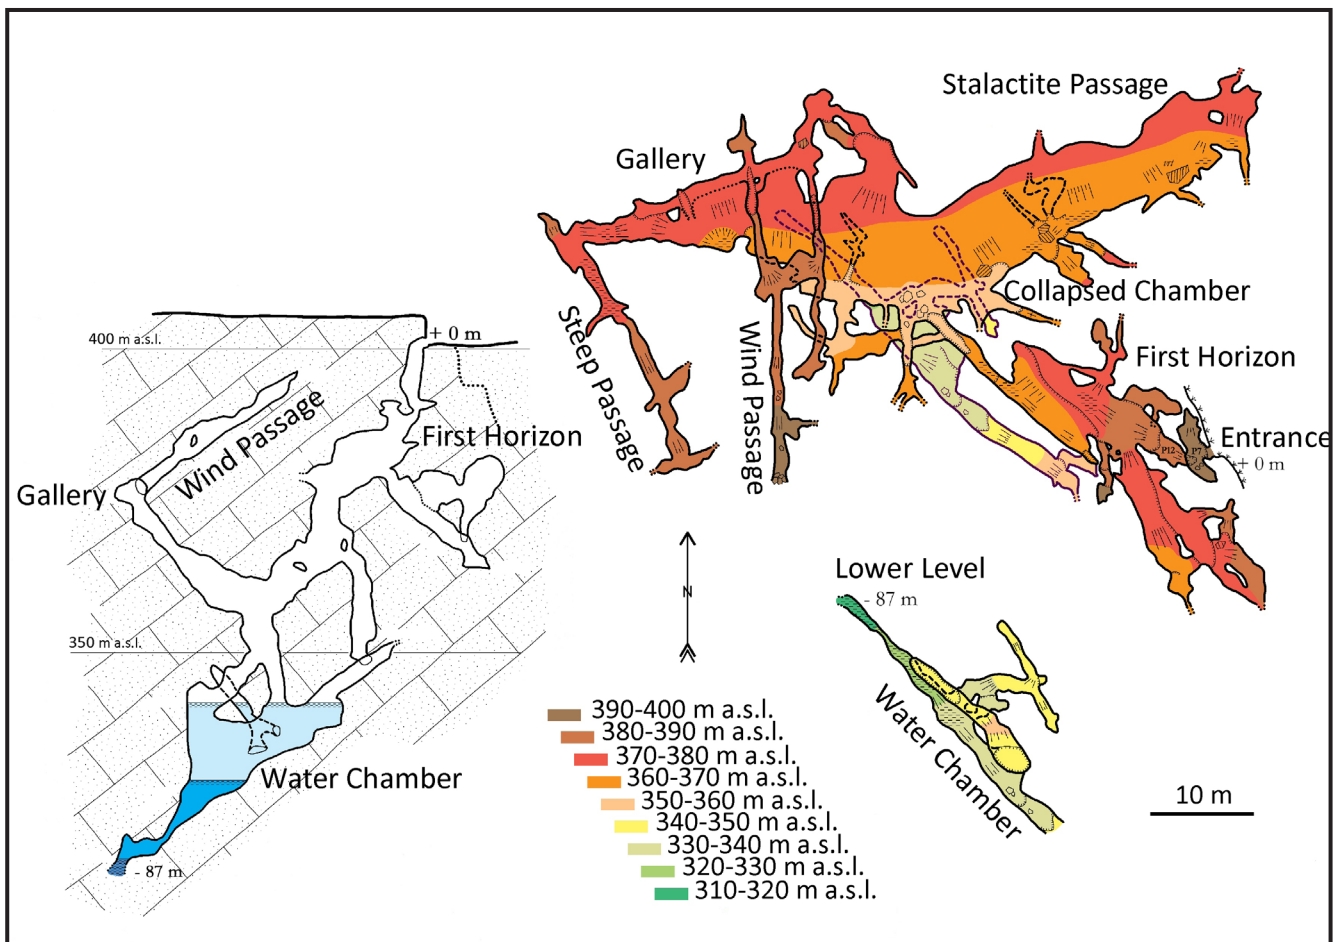 Stalactite Passage
Gallery
Collapsed Chamber
Steep Passage
Wind Passage
First Horizon
P12
P7
Entrance
+ 0 m
400 m a.s.l.
+ 0 m
Wind Passage
First Horizon
Gallery
350 m a.s.l.
Water Chamber
- 87 m
N
Lower Level
- 87 m
Water Chamber
390-400 m a.s.l.
380-390 m a.s.l.
370-380 m a.s.l.
360-370 m a.s.l.
350-360 m a.s.l.
340-350 m a.s.l.
330-340 m a.s.l.
320-330 m a.s.l.
310-320 m a.s.l.
10 m